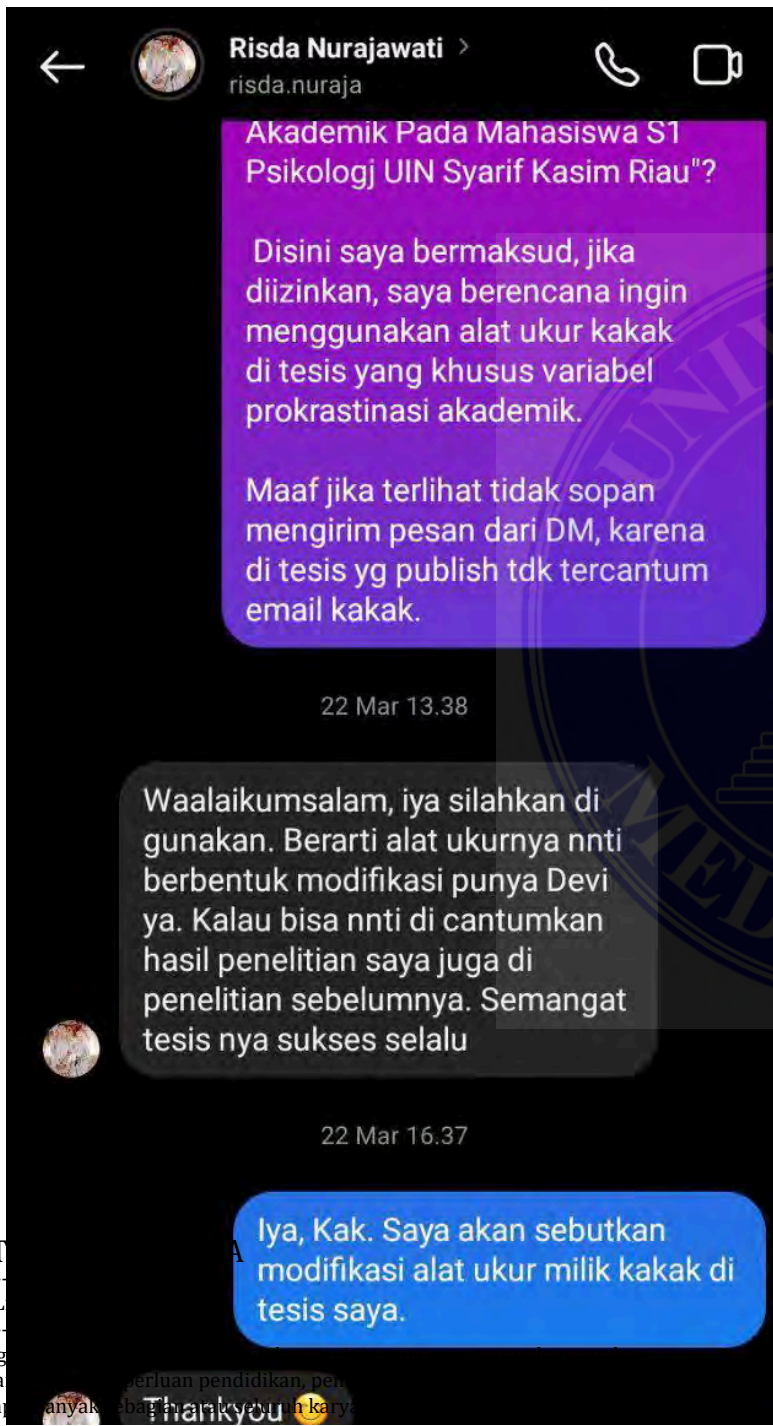 Risda Nurajawati >
risda.nuraja
Akademik Pada Mahasiswa S1
Psikologj UIN Syarif Kasim Riau"?
Disini saya bermaksud, jika
diizinkan, saya berencana ingin
menggunakan alat ukur kakak
di tesis yang khusus variabel
prokrastinasi akademik.
Maaf jika terlihat tidak sopan
mengirim pesan dari DM, karena
di tesis yg publish tdk tercantum
email kakak.
22 Mar 13.38
Waalaikumsalam, iya silahkan di
gunakan. Berarti alat ukurnya nnti
berbentuk modifikasi punya Devi
ya. Kalau bisa nnti di cantumkan
hasil penelitian saya juga di
penelitian sebelumnya. Semangat
tesis nya sukses selalu
22 Mar 16.37
Iya, Kak. Saya akan sebutkan
modifikasi alat ukur milik kakak di
tesis saya.
pendidikan,
Thankyou 😊
sebagian atau seluruh